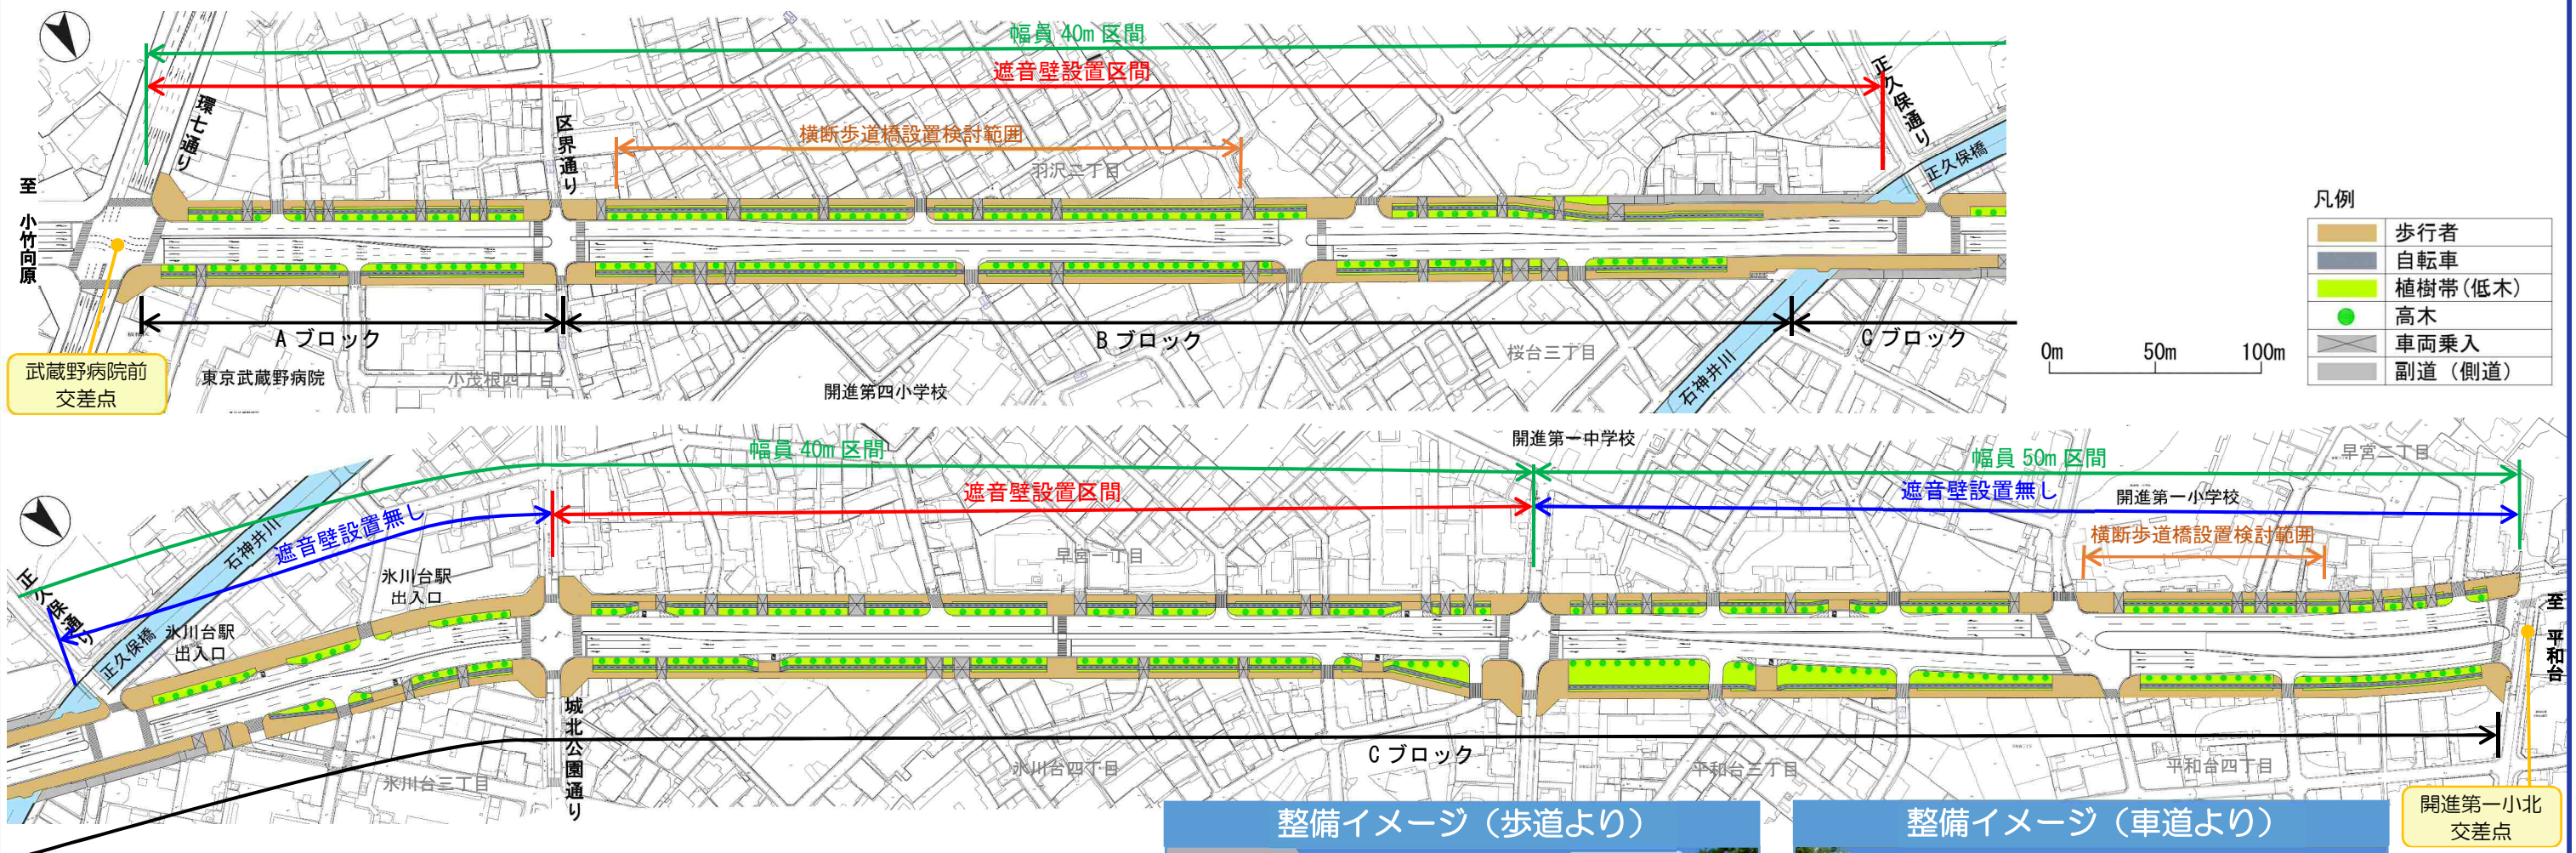 幅員 40m 区間
遮音壁設置区間
横断歩道橋設置検討範囲
環七通り
区界通り
羽沢二丁目
正久保通り
正久保橋
至 小竹向原
Aブロック
Bブロック
Cブロック
武蔵野病院前
交差点
東京武蔵野病院
小茂根四丁目
開進第四小学校
桜台三丁目
石神井川
0m 50m 100m
凡例
歩行者
自転車
植樹帯(低木)
高木
車両乗入
副道(側道)
幅員 40m 区間
開進第一中学校
幅員 50m 区間
早宮二丁目
遮音壁設置無し
遮音壁設置区間
遮音壁設置無し
開進第一小学校
横断歩道橋設置検討範囲
石神井川
早宮一丁目
正久保通り
正久保橋
氷川台駅
出入口
氷川台駅
出入口
至 平和台
城北公園通り
Cブロック
氷川台三丁目
氷川台四丁目
平和台三丁目
平和台四丁目
開進第一小北
交差点
整備イメージ(歩道より)
整備イメージ(車道より)